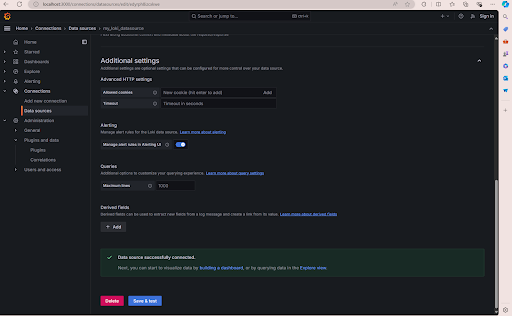 Search or jump to...
ctrl+k
Sign in
Home > Connections > Data sources > my_loki_datasource
Home
Starred
Dashboards
Explore
Alerting
Connections
Add new connection
Data sources
Administration
General
Plugins and data
Plugins
Correlations
Users and access
Additional settings
Additional settings are optional settings that can be configured for more control over your data source.
Advanced HTTP settings
Allowed cookies
New cookie (hit enter to add)
Add
Timeout
Timeout in seconds
Alerting
Manage alert rules for the Loki data source. Learn more about alerting
Manage alert rules in Alerting UI
Queries
Additional options to customize your querying experience. Learn more about query settings
Maximum lines
1000
Derived fields
Derived fields can be used to extract new fields from a log message and create a link from its value. Learn more about derived fields
+ Add
Data source successfully connected.
Next, you can start to visualize data by building a dashboard, or by querying data in the Explore view.
Delete
Save & test